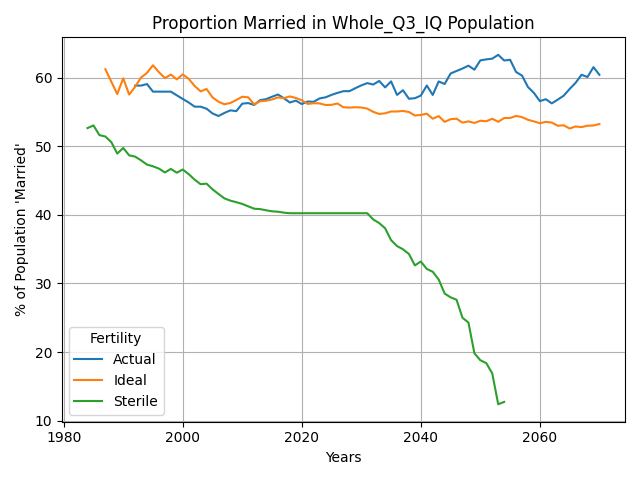 Proportion Married in Whole_Q3_IQ Population
% of Population 'Married'
60
50
40
30
20
10
Fertility
Actual
Ideal
Sterile
1980 2000 2020 2040 2060
Years